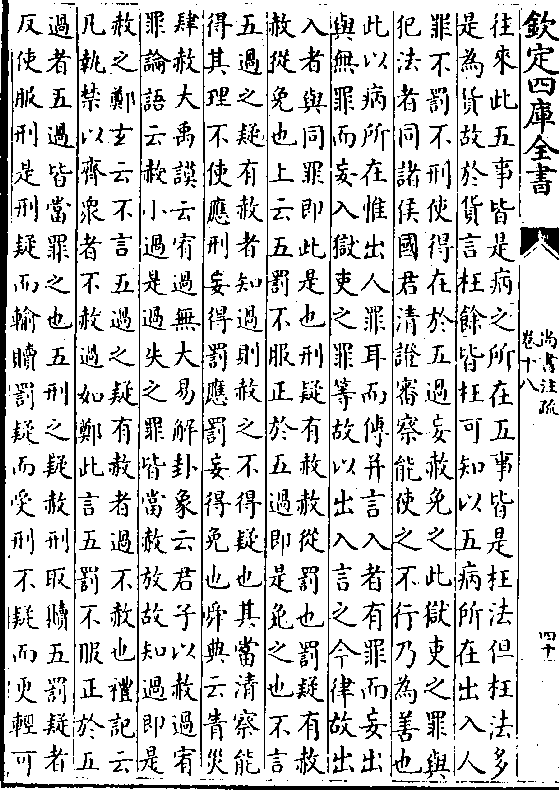 欽定四庫全書
尚書注疏
卷十八
四十
往來此五事皆是病之所在五事皆是枉法但枉法多
是為貨故於貨言枉餘皆枉可知以五病所在出入人
罪不罰不刑使得在於五過妄赦免之此獄吏之罪與
犯法者同諸侯國君清證審察能使之不行乃為善也
此以病所在惟出人罪耳而傅并言入者有罪而妄出
與無罪而妄入獄吏之罪等故以出入言之今律故出
入者與同罪即此是也刑疑有赦赦從罰也罰疑有赦
赦從免也上云五罰不服正於五過即是免之也不言
五過之疑有赦者知過則赦之不得疑也其當清察能
得其理不使應刑妄得罰應罰妄得免也舜典云眚災
肆赦大禹謨云宥過無大易解卦象云君子以赦過宥
罪論語云赦小過是過失之罪皆當赦放故知過即是
赦之鄭玄云不言五過之疑有赦者過不赦也禮記云
凡執禁以齊衆者不赦過如鄭此言五罰不服正於五
過者五過皆當罪之也五刑之疑赦刑取贖五罰疑者
反使服刑是刑疑而輸贖罰疑而受刑不疑而更輕可